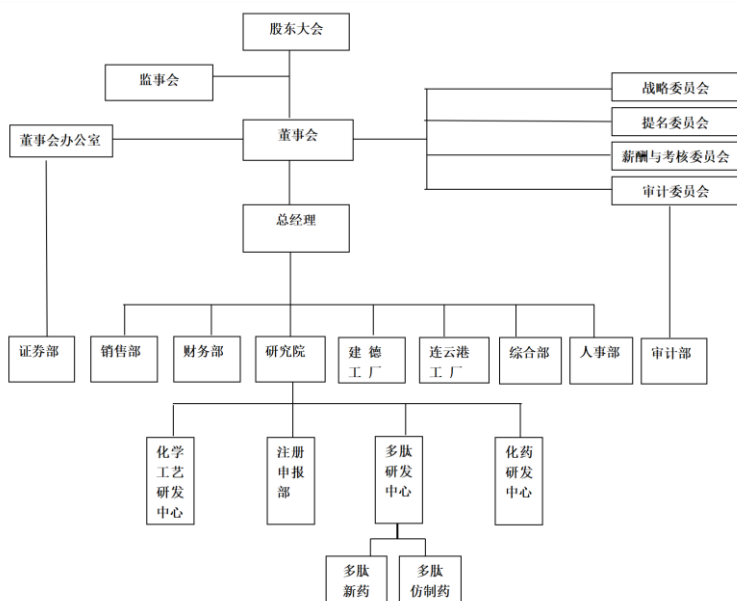 股东大会
监事会
战略委员会
提名委员会
董事会办公室
董事会
薪酬与考核委员会
审计委员会
总经理
证券部
销售部
财务部
研究院
建 德
工 厂
连云港
工 厂
综合部
人事部
审计部
化学
工艺
研发
中心
注册
申报
部
多肽
研发
中心
化药
研发
中心
多肽
新药
多肽
仿制药